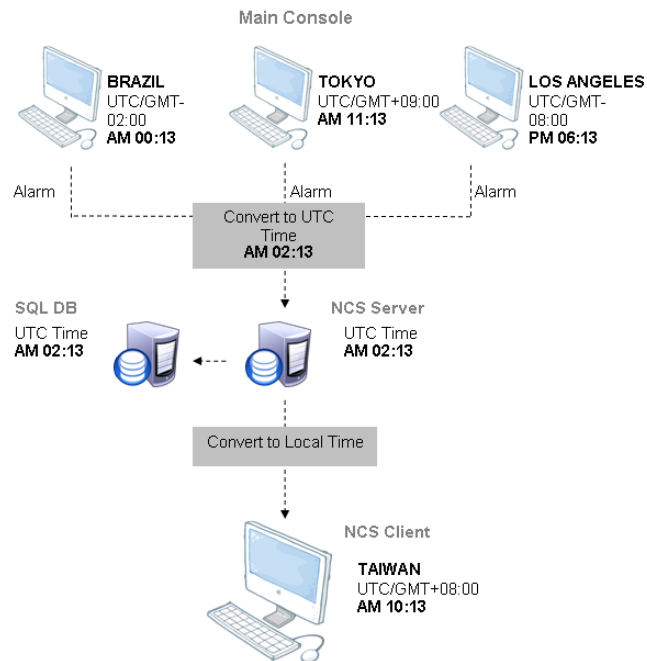 Main Console
BRAZIL
UTC/GMT-
02:00
AM 00:13
TOKYO
UTC/GMT+09:00
AM 11:13
LOS ANGELES
UTC/GMT-
08:00
PM 06:13
Alarm
Alarm
Alarm
Convert to UTC
Time
AM 02:13
SQL DB
UTC Time
AM 02:13
NCS Server
UTC Time
AM 02:13
Convert to Local Time
NCS Client
TAIWAN
UTC/GMT+08:00
AM 10:13